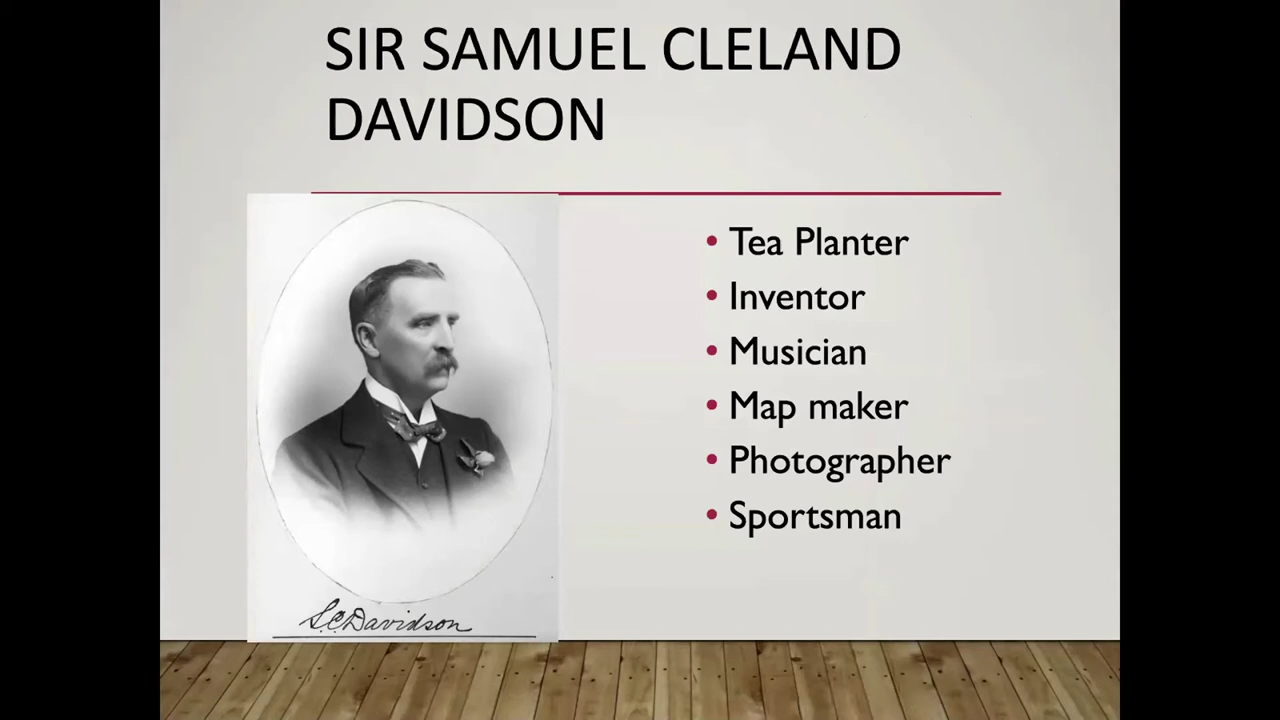 SIR SAMUEL CLELAND
DAVIDSON
• Tea Planter
• Inventor
• Musician
• Map maker
• Photographer
• Sportsman
S.C.Davidson